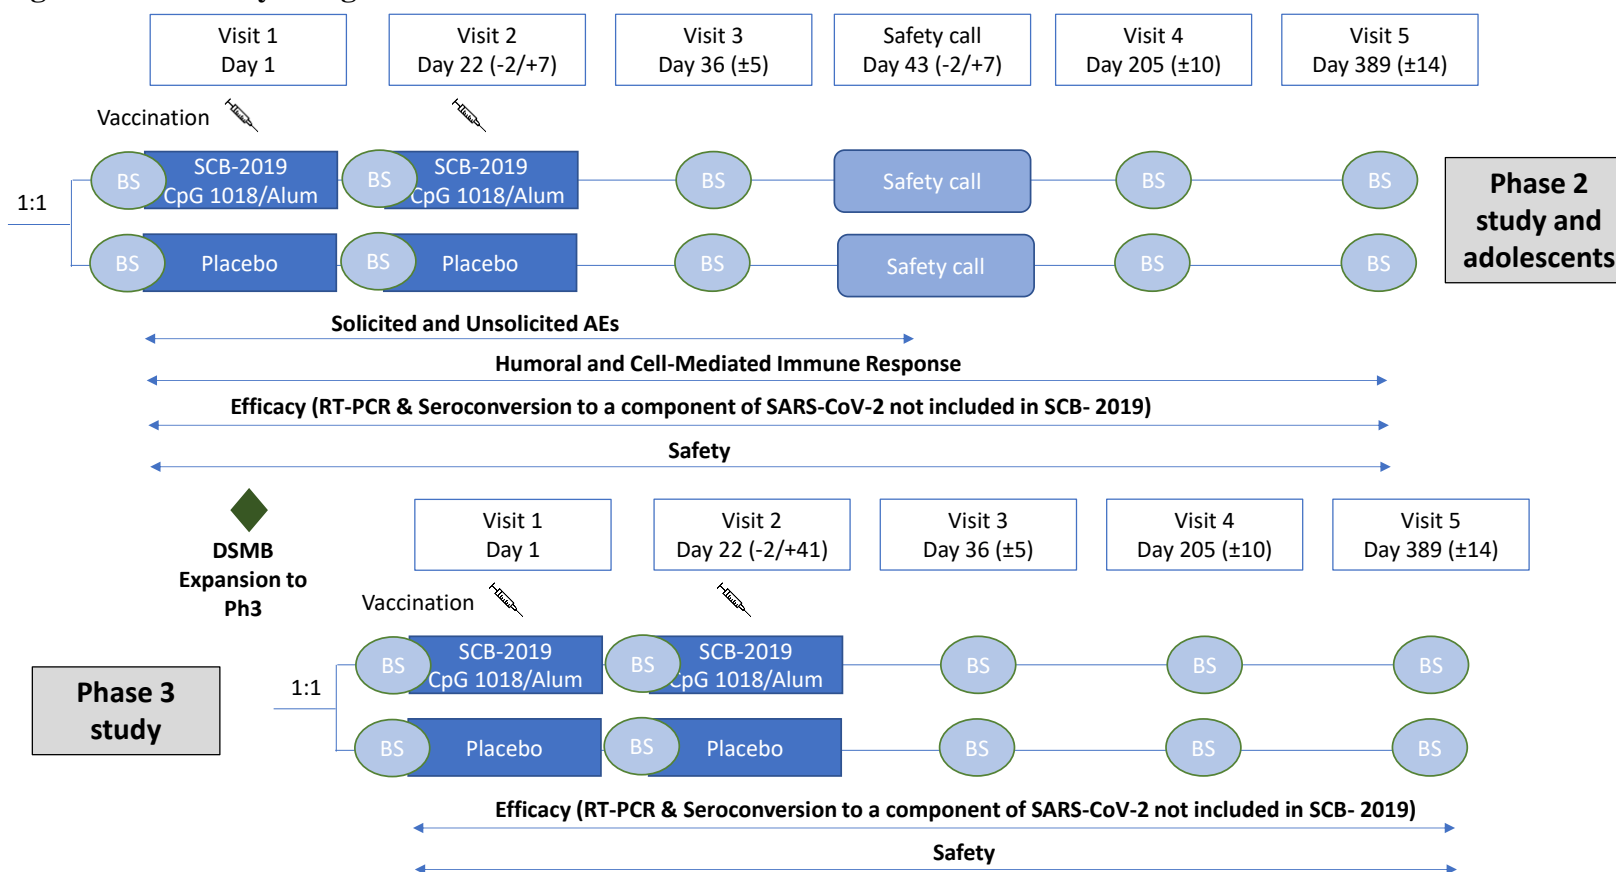 Visit 1
Day 1
Visit 2
Day 22 (-2/+7)
Visit 3
Day 36 (±5)
Safety call
Day 43 (-2/+7)
Visit 4
Day 205 (±10)
Visit 5
Day 389 (±14)
Vaccination
1:1
BS
SCB-2019
CpG 1018/Alum
BS
SCB-2019
CpG 1018/Alum
BS
Safety call
BS
BS
BS
Placebo
BS
Placebo
BS
Safety call
BS
BS
Phase 2
study and
adolescents
Solicited and Unsolicited AEs
Humoral and Cell-Mediated Immune Response
Efficacy (RT-PCR & Seroconversion to a component of SARS-CoV-2 not included in SCB- 2019)
Safety
DSMB
Expansion to
Ph3
Visit 1
Day 1
Visit 2
Day 22 (-2/+41)
Visit 3
Day 36 (±5)
Visit 4
Day 205 (±10)
Visit 5
Day 389 (±14)
Vaccination
Phase 3
study
1:1
BS
SCB-2019
CpG 1018/Alum
BS
SCB-2019
CpG 1018/Alum
BS
BS
BS
BS
Placebo
BS
Placebo
BS
BS
BS
Efficacy (RT-PCR & Seroconversion to a component of SARS-CoV-2 not included in SCB- 2019)
Safety